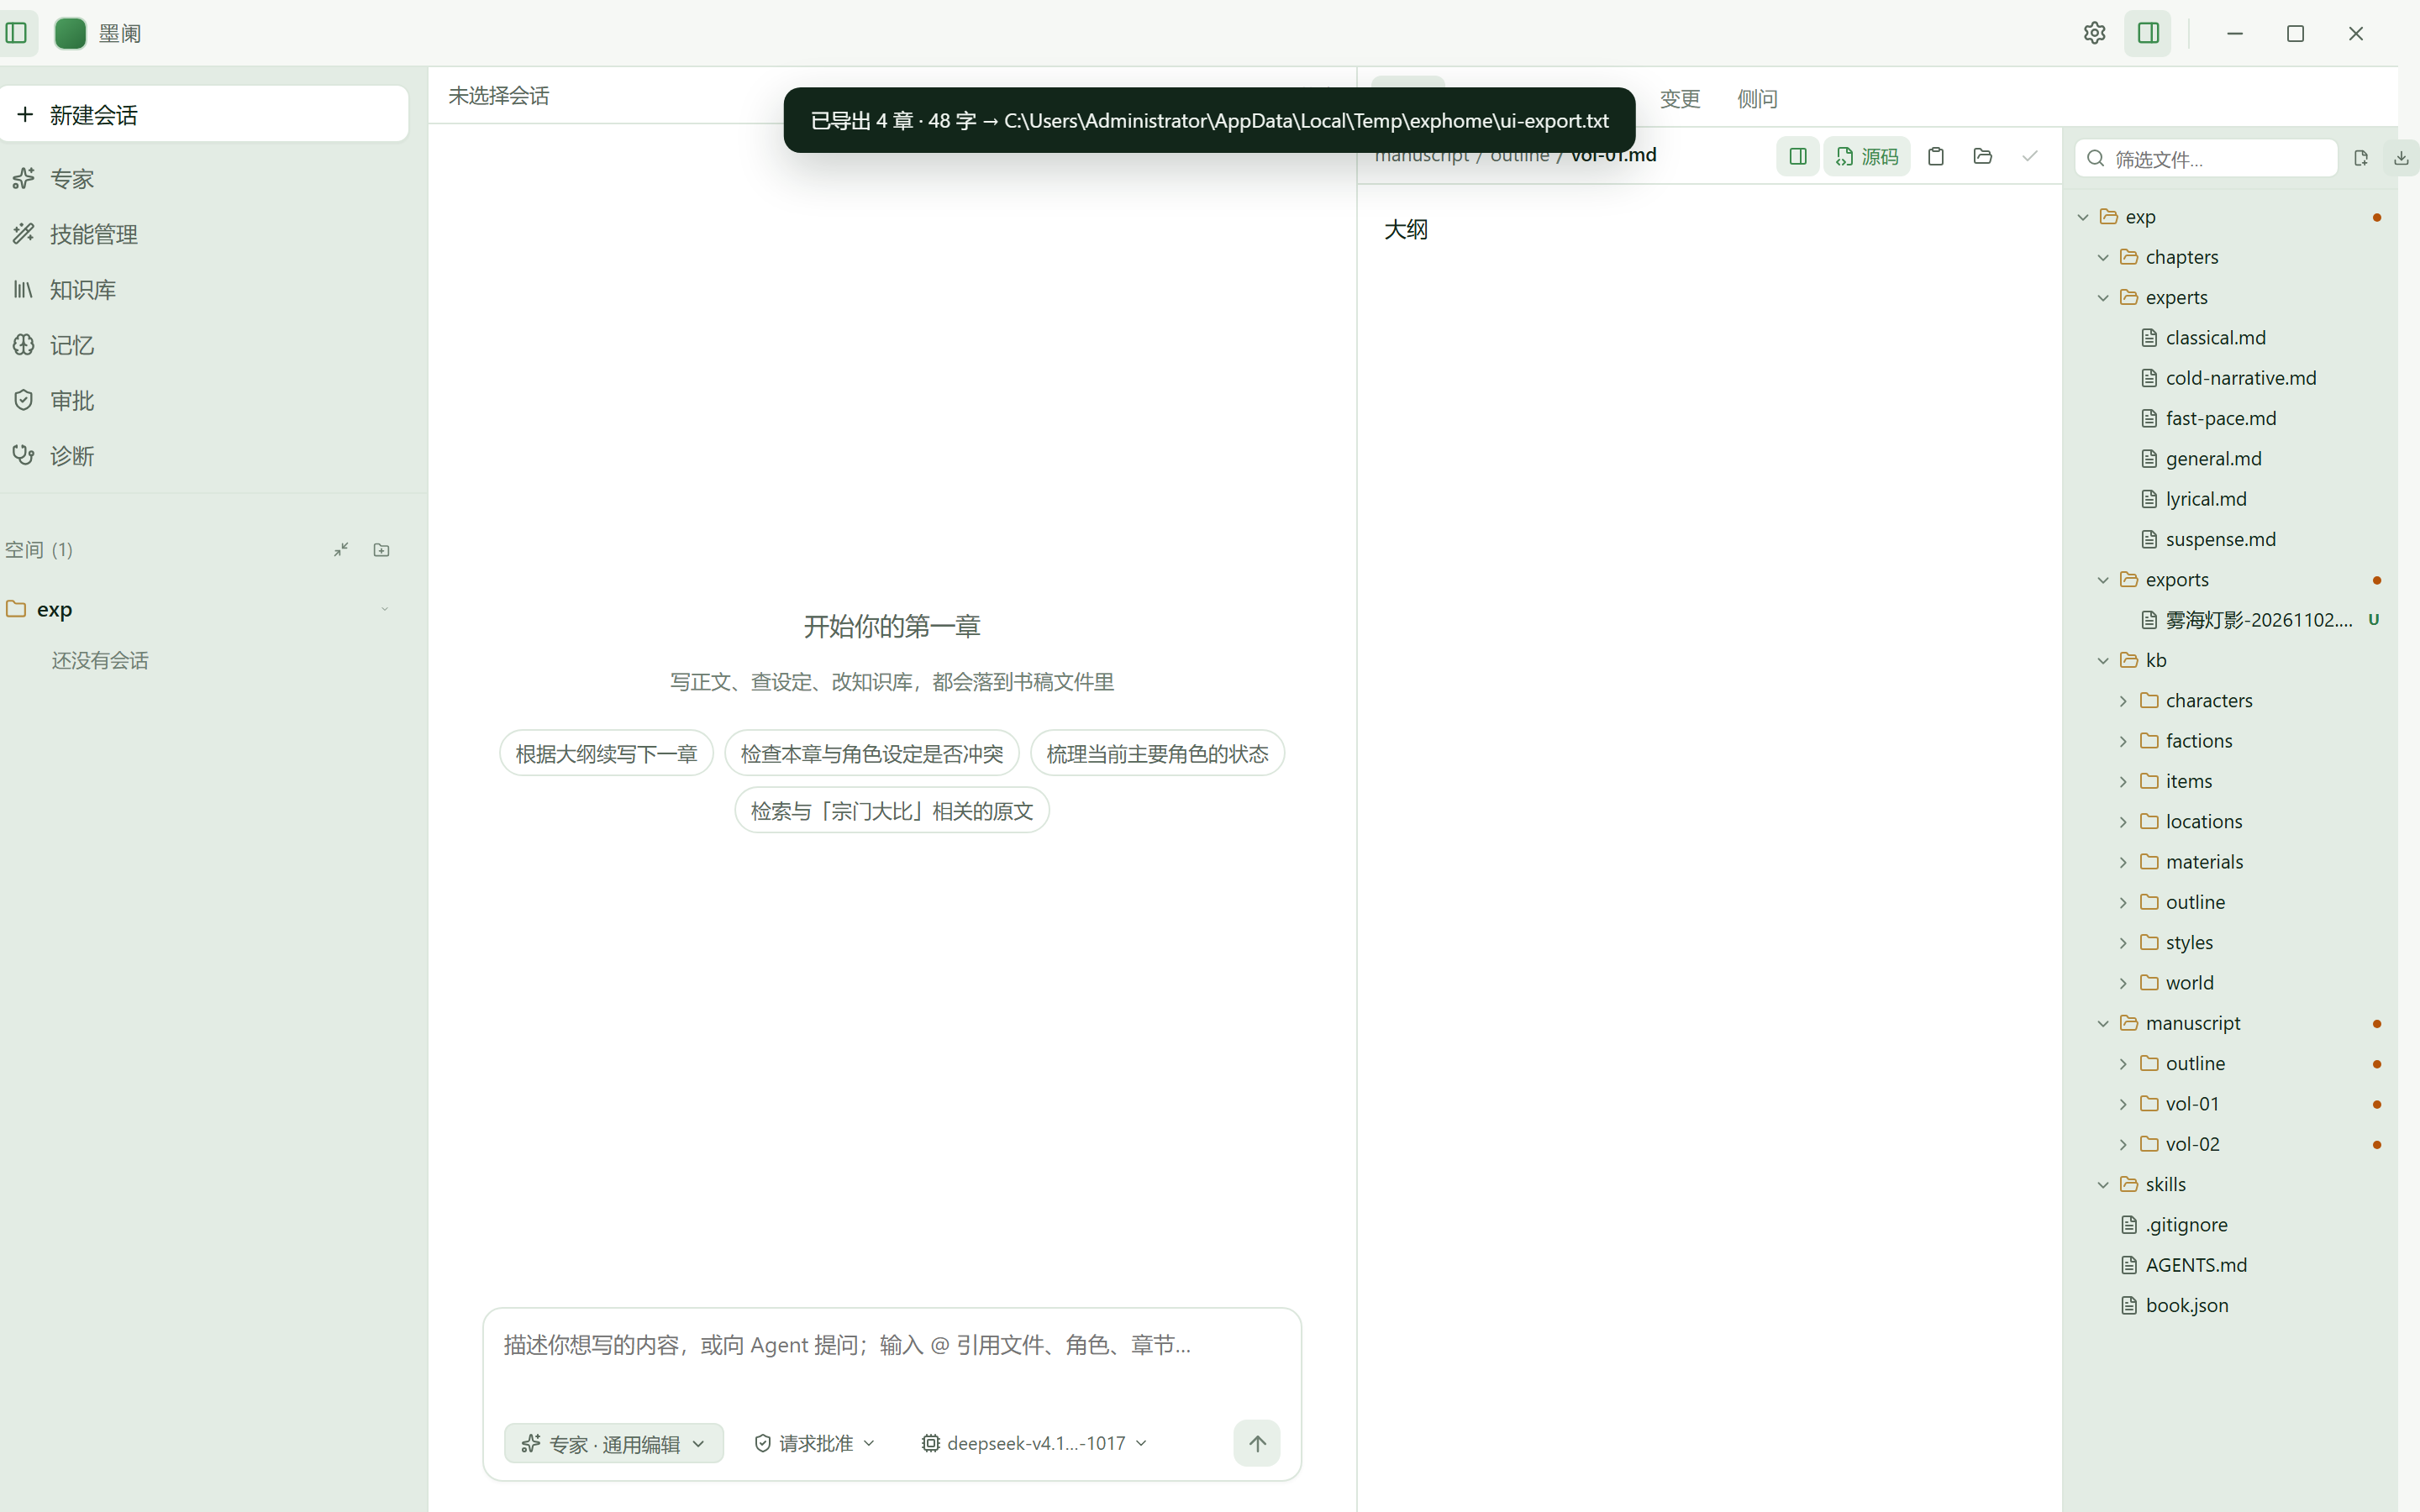 墨阑
新建会话
专家
技能管理
知识库
记忆
审批
诊断
空间 (1)
exp
还没有会话
未选择会话
已导出 4 章 · 48 字 → C:\Users\Administrator\AppData\Local\Temp\exphome\ui-export.txt
开始你的第一章
写正文、查设定、改知识库，都会落到书稿文件里
根据大纲续写下一章
检查本章与角色设定是否冲突
梳理当前主要角色的状态
检索与「宗门大比」相关的原文
描述你想写的内容，或向 Agent 提问；输入 @ 引用文件、角色、章节...
专家 · 通用编辑
请求批准
deepseek-v4.1...-1017
变更
侧问
manuscript / outline / vol-01.md
源码
大纲
筛选文件...
exp
chapters
experts
classical.md
cold-narrative.md
fast-pace.md
general.md
lyrical.md
suspense.md
exports
雾海灯影-20261102.... U
kb
characters
factions
items
locations
materials
outline
styles
world
manuscript
outline
vol-01
vol-02
skills
.gitignore
AGENTS.md
book.json